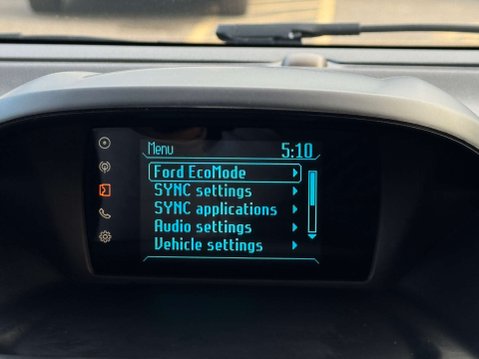 Menu 5:10
Ford EcoMode
SYNC settings
SYNC applications
Audio settings
Vehicle settings